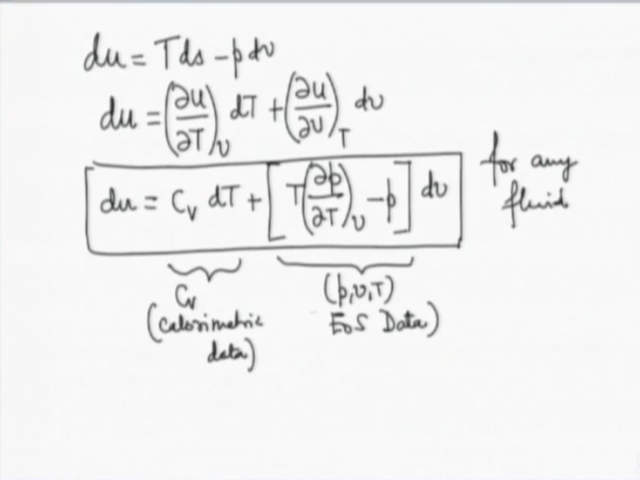 du = Tds - pdv
du = (∂u/∂T)_v dT + (∂u/∂v)_T dv
du = C_v dT + [T(∂p/∂T)_v - p] dv
for any
fluid
C_v
(calorimetric
data)
(p,v,T)
EoS Data)